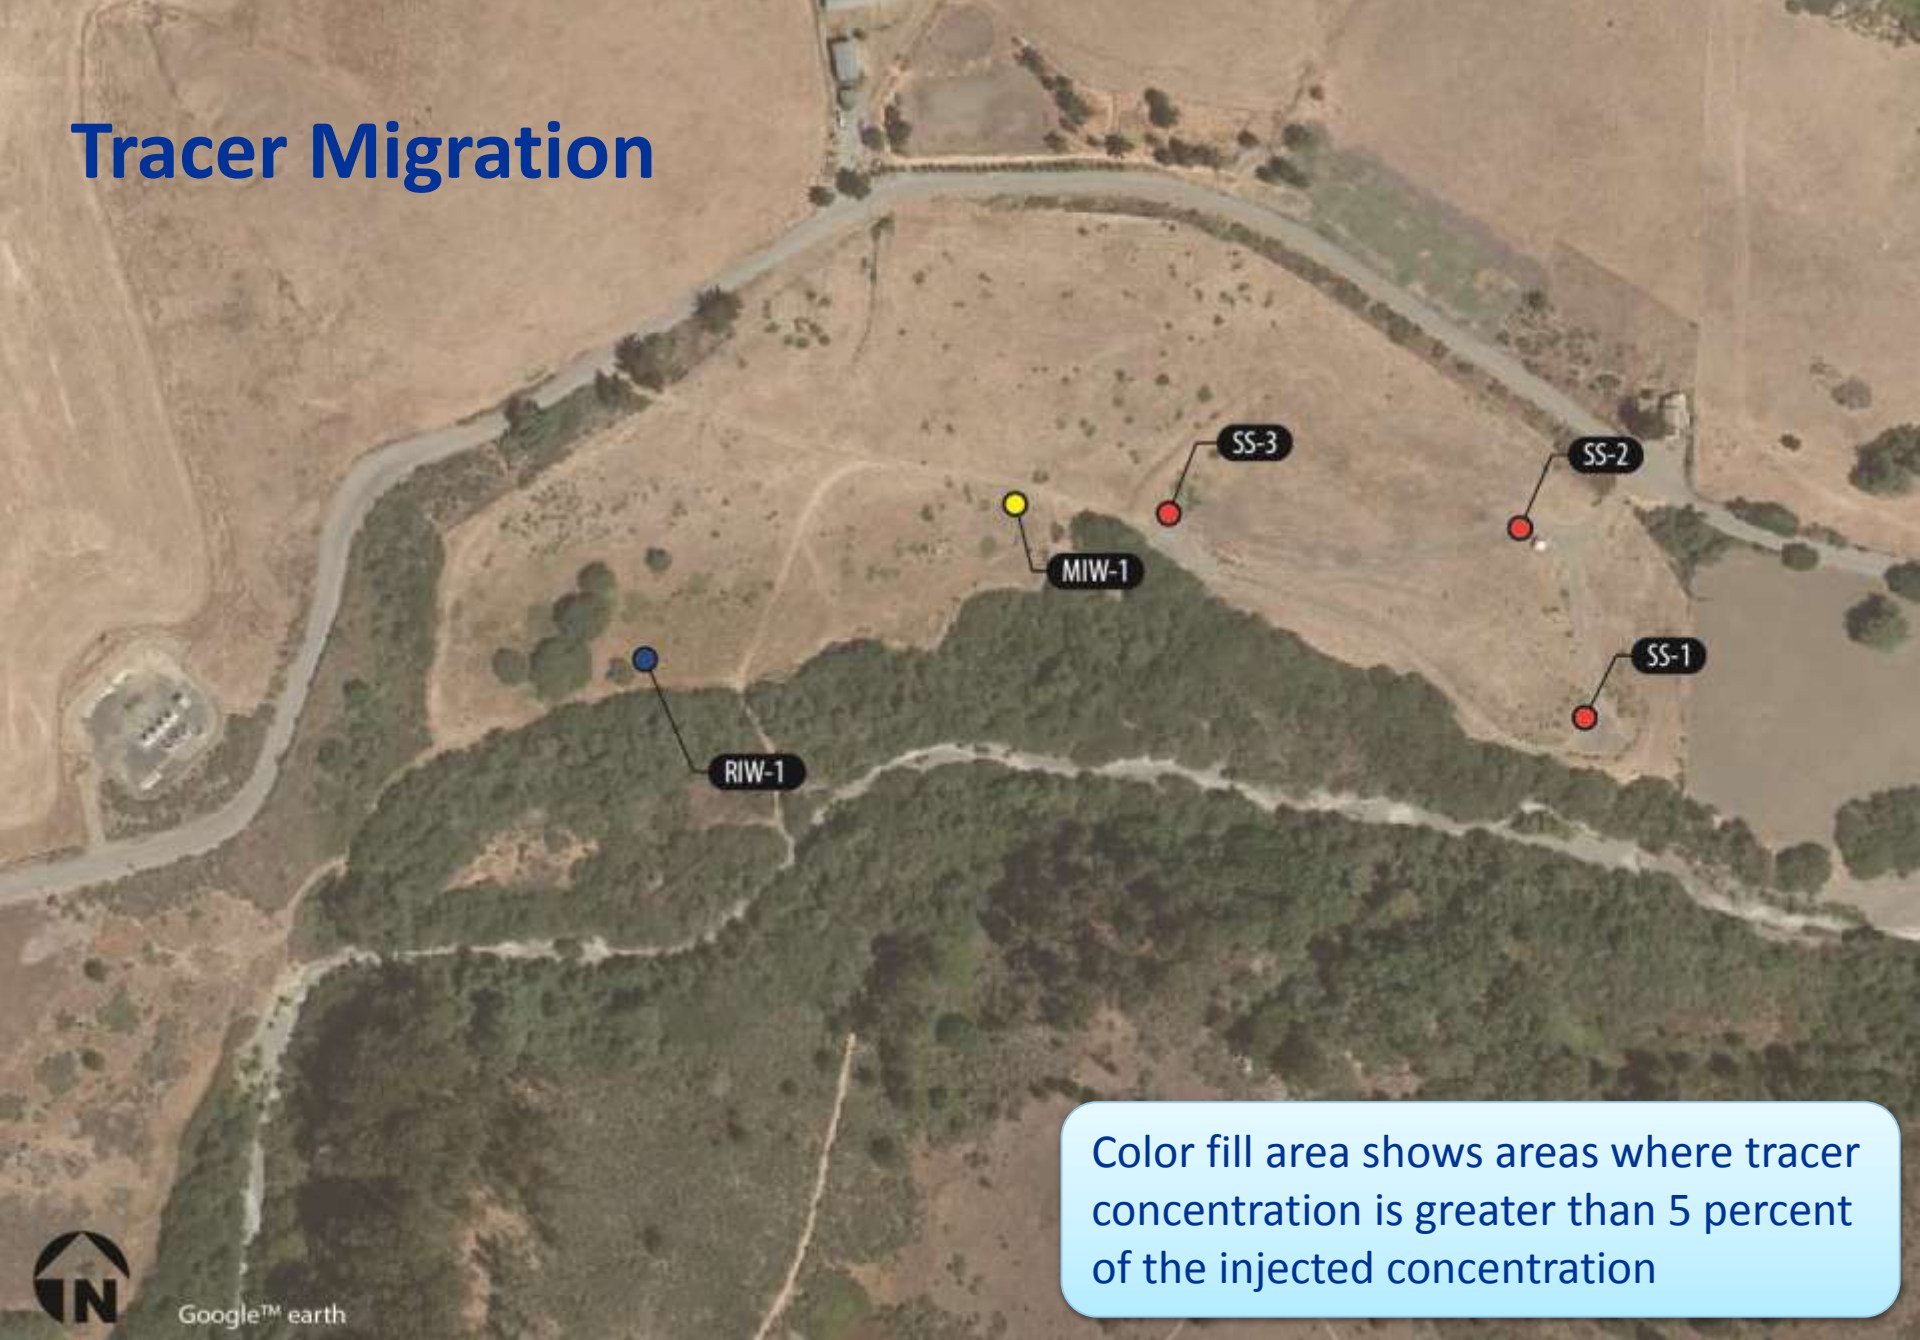 Tracer Migration
SS-3
SS-2
MIW-1
SS-1
RIW-1
Color fill area shows areas where tracer
concentration is greater than 5 percent
of the injected concentration
N
Google™ earth